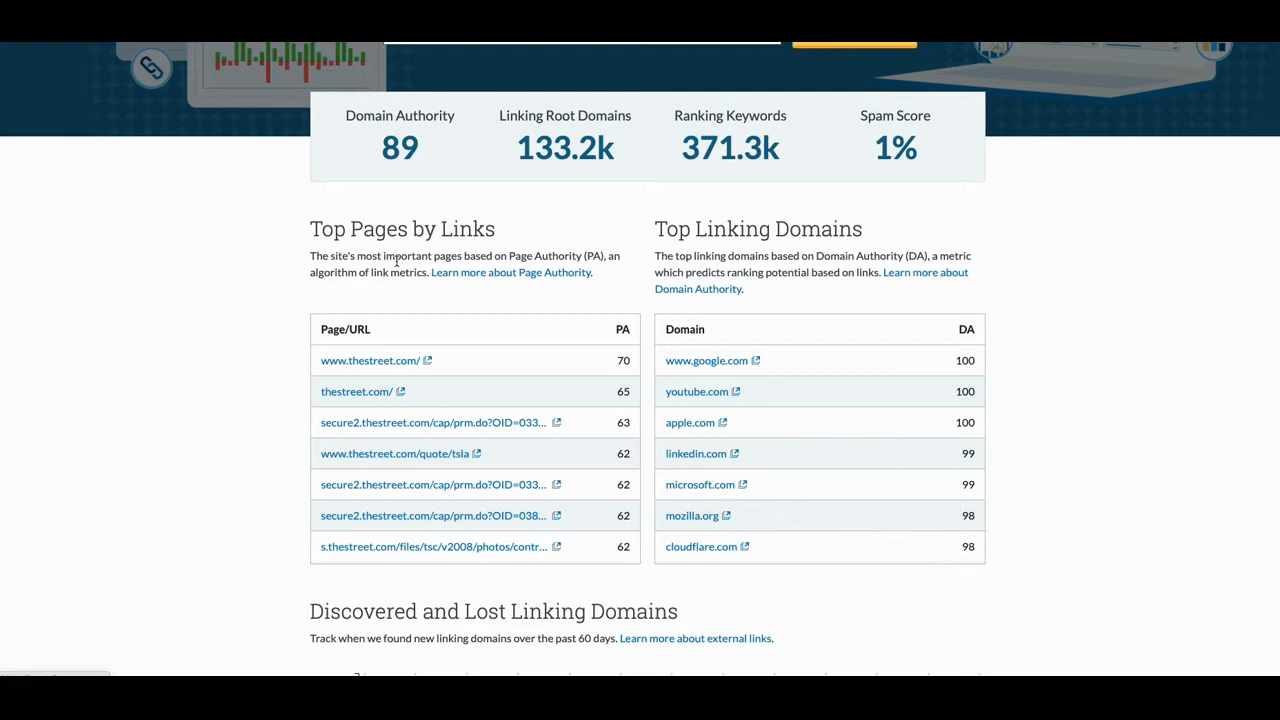 Domain Authority
89
Linking Root Domains
133.2k
Ranking Keywords
371.3k
Spam Score
1%
Top Pages by Links
The site's most important pages based on Page Authority (PA), an
algorithm of link metrics. Learn more about Page Authority.
Page/URL PA
www.thestreet.com/ 70
thestreet.com/ 65
secure2.thestreet.com/cap/prm.do?OID=033... 63
www.thestreet.com/quote/tsla 62
secure2.thestreet.com/cap/prm.do?OID=033... 62
secure2.thestreet.com/cap/prm.do?OID=038... 62
s.thestreet.com/files/tsc/v2008/photos/contr... 62
Top Linking Domains
The top linking domains based on Domain Authority (DA), a metric
which predicts ranking potential based on links. Learn more about
Domain Authority.
Domain DA
www.google.com 100
youtube.com 100
apple.com 100
linkedin.com 99
microsoft.com 99
mozilla.org 98
cloudflare.com 98
Discovered and Lost Linking Domains
Track when we found new linking domains over the past 60 days. Learn more about external links.